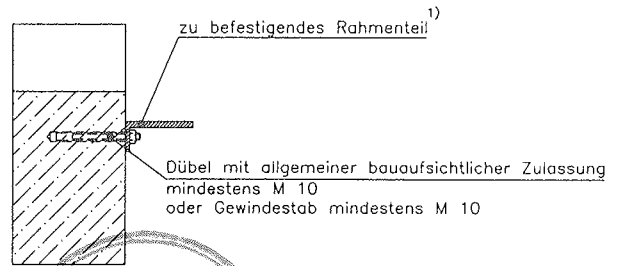 zu befestigendes Rahmenteil 1)
Dübel mit allgemeiner bauaufsichtlicher Zulassung
mindestens M 10
oder Gewindestab mindestens M 10